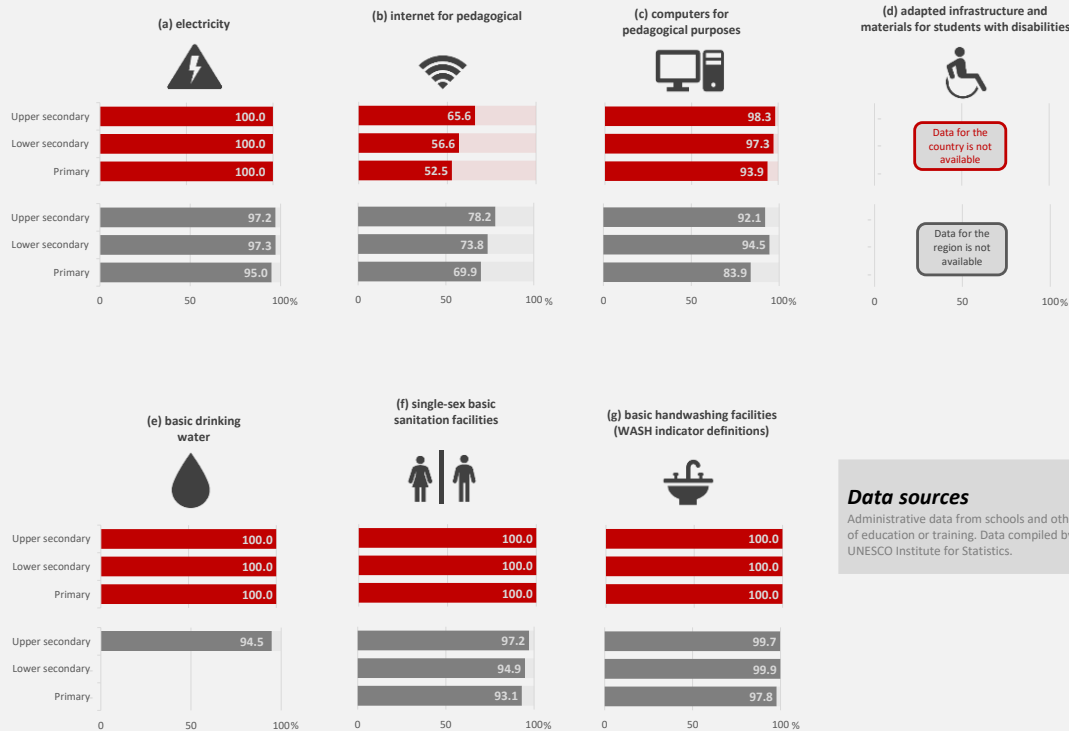 (a) electricity
(b) internet for pedagogical
(c) computers for
pedagogical purposes
(d) adapted infrastructure and
materials for students with disabilities
Upper secondary
Lower secondary
Primary
100.0
100.0
100.0
65.6
56.6
52.5
98.3
97.3
93.9
Data for the
country is not
available
Upper secondary
Lower secondary
Primary
97.2
97.3
95.0
78.2
73.8
69.9
92.1
94.5
83.9
Data for the
region is not
available
0 50 100%
0 50 100 %
0 50 100%
0 50 100%
(e) basic drinking
water
(f) single-sex basic
sanitation facilities
(g) basic handwashing facilities
(WASH indicator definitions)
Upper secondary
Lower secondary
Primary
100.0
100.0
100.0
100.0
100.0
100.0
100.0
100.0
100.0
Upper secondary
Lower secondary
Primary
94.5
97.2
94.9
93.1
99.7
99.9
97.8
0 50 100%
0 50 100 %
0 50 100 %
Data sources
Administrative data from schools and oth
of education or training. Data compiled by
UNESCO Institute for Statistics.